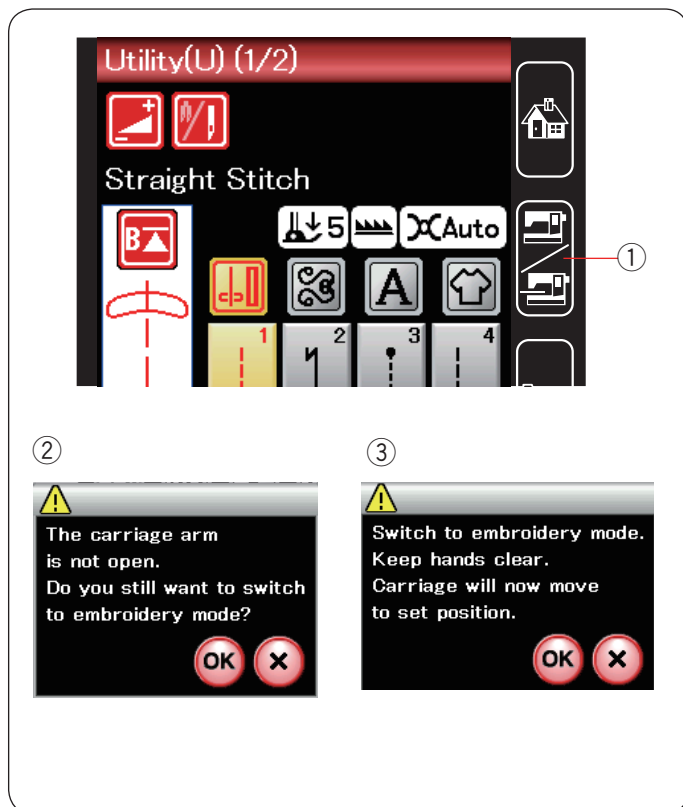 Utility(U) (1/2)
Straight Stitch
B
5
Auto
A
1 2 3 4
①
② ③
The carriage arm
is not open.
Do you still want to switch
to embroidery mode?
OK ×
Switch to embroidery mode.
Keep hands clear.
Carriage will now move
to set position.
OK ×